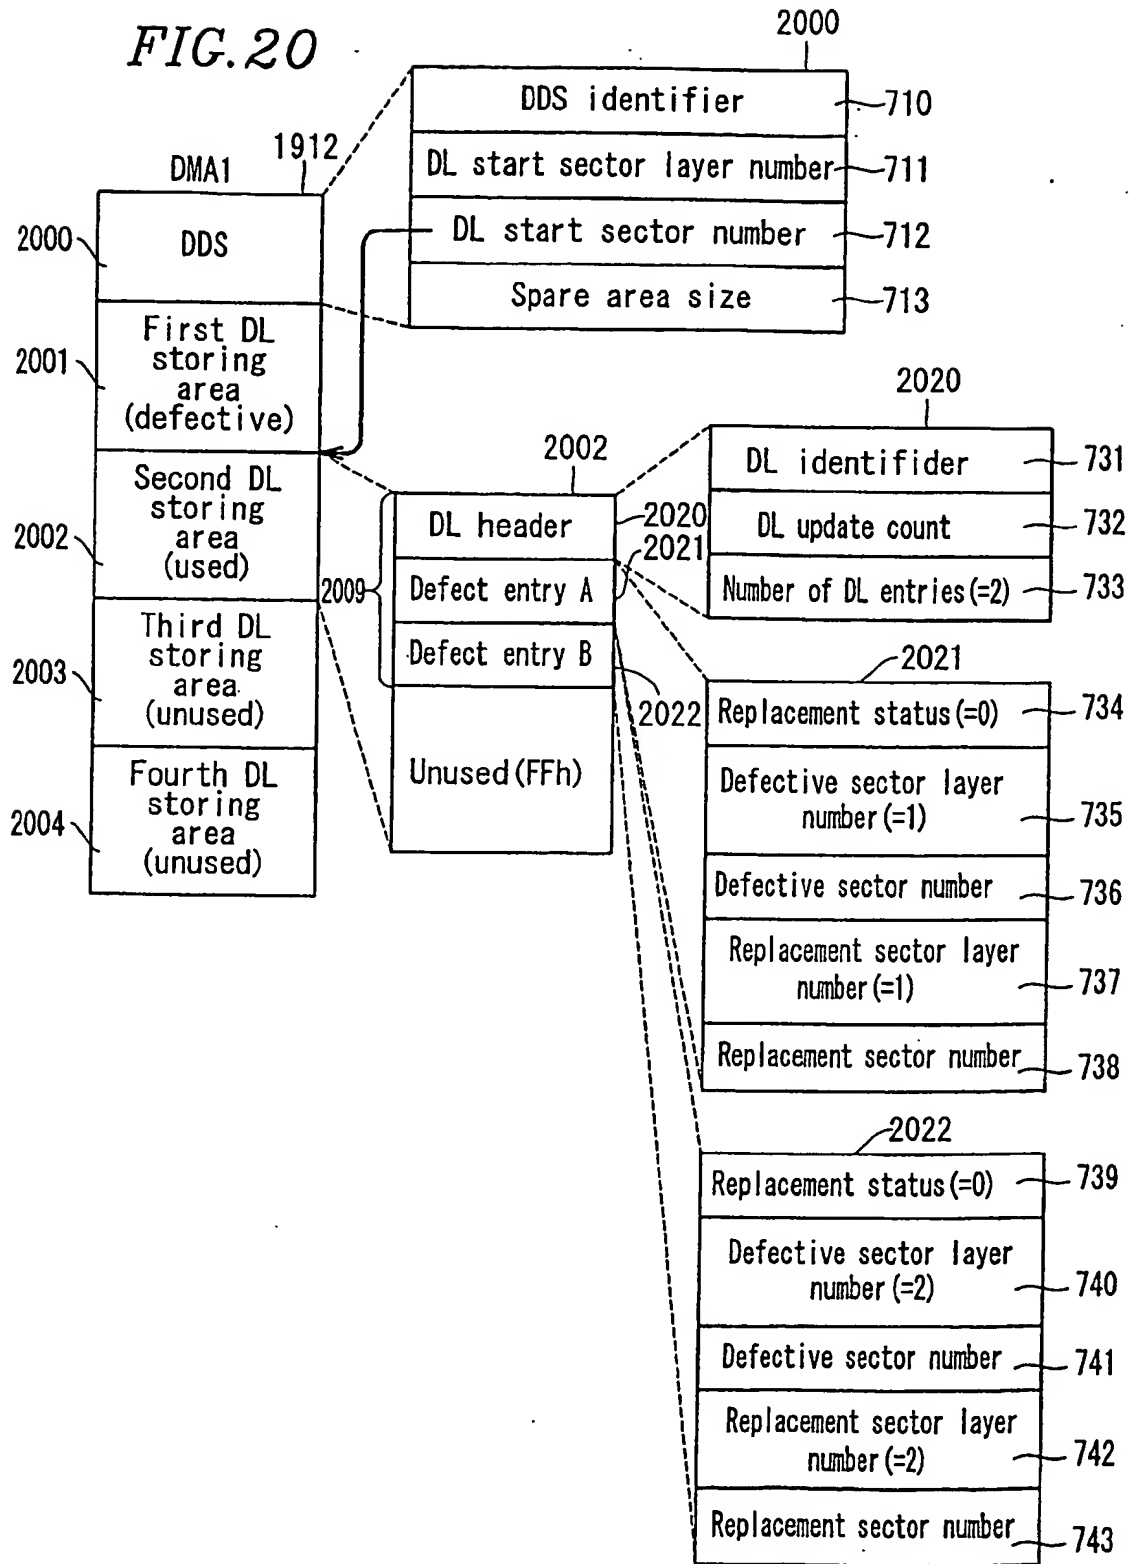 FIG.20
2000
DDS identifier
710
DL start sector layer number
711
DL start sector number
712
Spare area size
713
1912
DMA1
2000
DDS
2001
First DL
storing
area
(defective)
2002
Second DL
storing
area
(used)
2003
Third DL
storing
area
(unused)
2004
Fourth DL
storing
area
(unused)
2002
DL header
2020
2021
2009
Defect entry A
Defect entry B
2022
Unused(FFh)
2020
DL identifider
731
DL update count
732
Number of DL entries(=2)
733
2021
Replacement status(=0)
734
Defective sector layer
number(=1)
735
Defective sector number
736
Replacement sector layer
number(=1)
737
Replacement sector number
738
2022
Replacement status(=0)
739
Defective sector layer
number(=2)
740
Defective sector number
741
Replacement sector layer
number(=2)
742
Replacement sector number
743